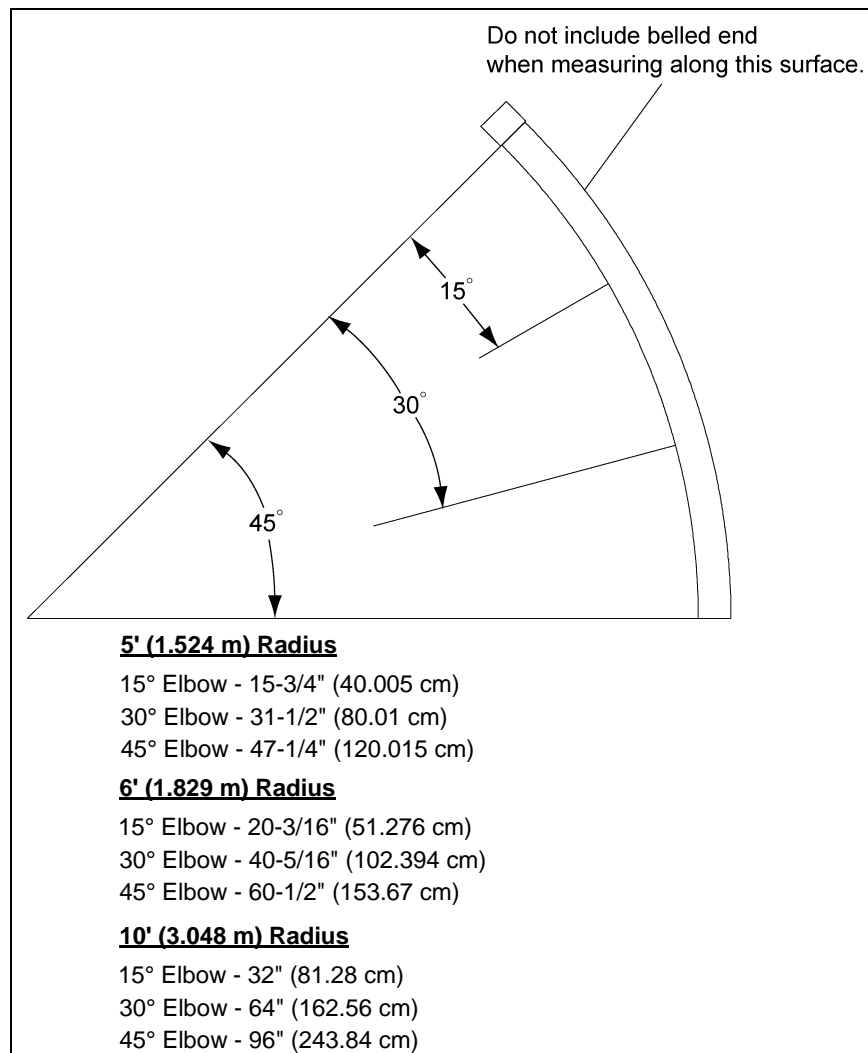 Do not include belled end
when measuring along this surface.
15°
30°
45°
5' (1.524 m) Radius
15° Elbow - 15-3/4" (40.005 cm)
30° Elbow - 31-1/2" (80.01 cm)
45° Elbow - 47-1/4" (120.015 cm)
6' (1.829 m) Radius
15° Elbow - 20-3/16" (51.276 cm)
30° Elbow - 40-5/16" (102.394 cm)
45° Elbow - 60-1/2" (153.67 cm)
10' (3.048 m) Radius
15° Elbow - 32" (81.28 cm)
30° Elbow - 64" (162.56 cm)
45° Elbow - 96" (243.84 cm)